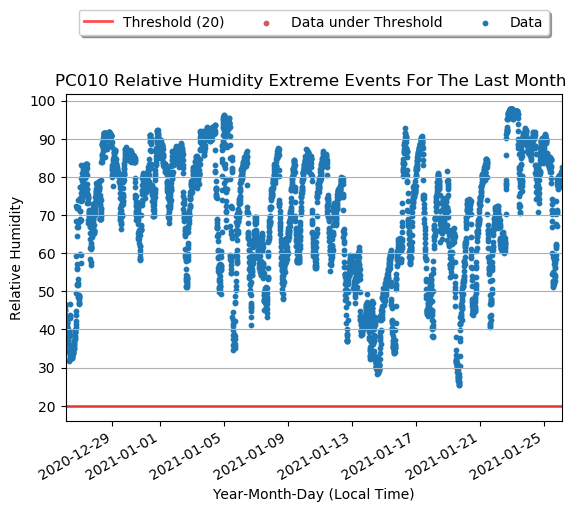 Threshold (20) Data under Threshold Data
PC010 Relative Humidity Extreme Events For The Last Month
100
90
80
70
60
50
40
30
20
Relative Humidity
2020-12-29 2021-01-01 2021-01-05 2021-01-09 2021-01-13 2021-01-17 2021-01-21 2021-01-25
Year-Month-Day (Local Time)